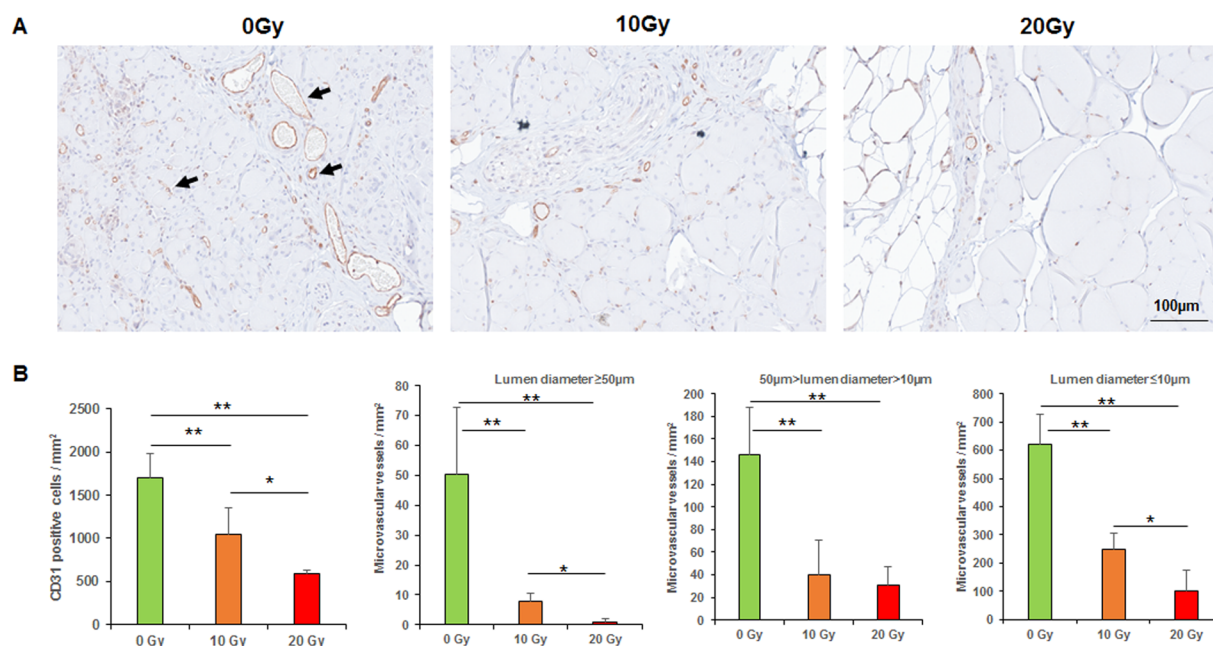 A
0Gy
10Gy
20Gy
100µm
B
CD31 positive cells / mm²
2500
2000
1500
1000
500
0
**
**
*
0 Gy
10 Gy
20 Gy
Microvascular vessels / mm²
Lumen diameter≥50µm
80
70
60
50
40
30
20
10
0
**
**
*
0 Gy
10 Gy
20 Gy
Microvascular vessels / mm²
50µm>lumen diameter>10µm
200
180
160
140
120
100
80
60
40
20
0
**
**
0 Gy
10 Gy
20 Gy
Microvascular vessels / mm²
Lumen diameter≤10µm
800
700
600
500
400
300
200
100
0
**
**
*
0 Gy
10 Gy
20 Gy